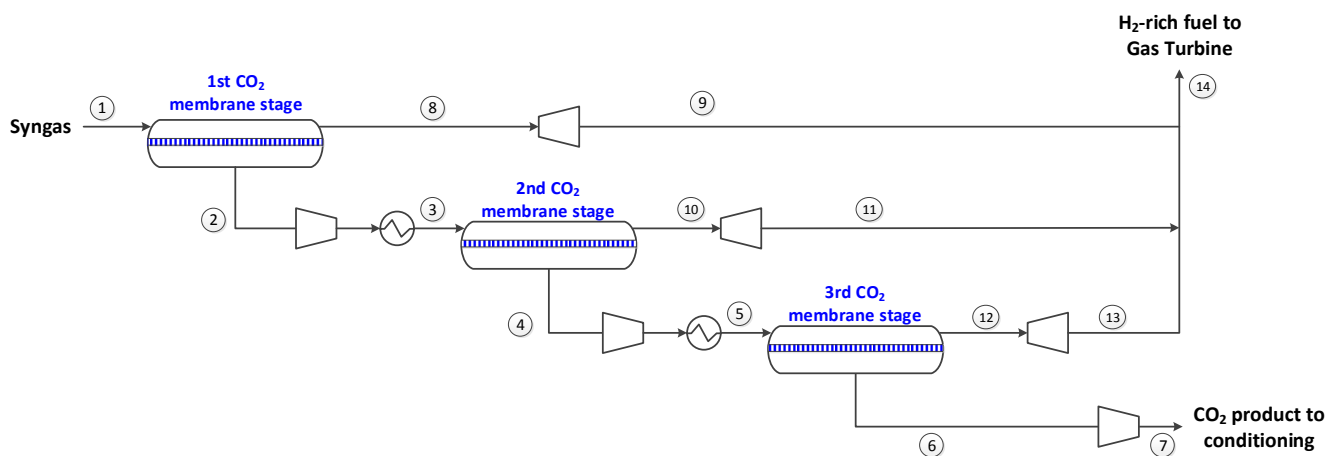 H₂-rich fuel to
Gas Turbine
1st CO₂
membrane stage
1
8
9
14
Syngas
2nd CO₂
membrane stage
2
3
10
11
3rd CO₂
membrane stage
4
5
12
13
CO₂ product to
conditioning
6
7